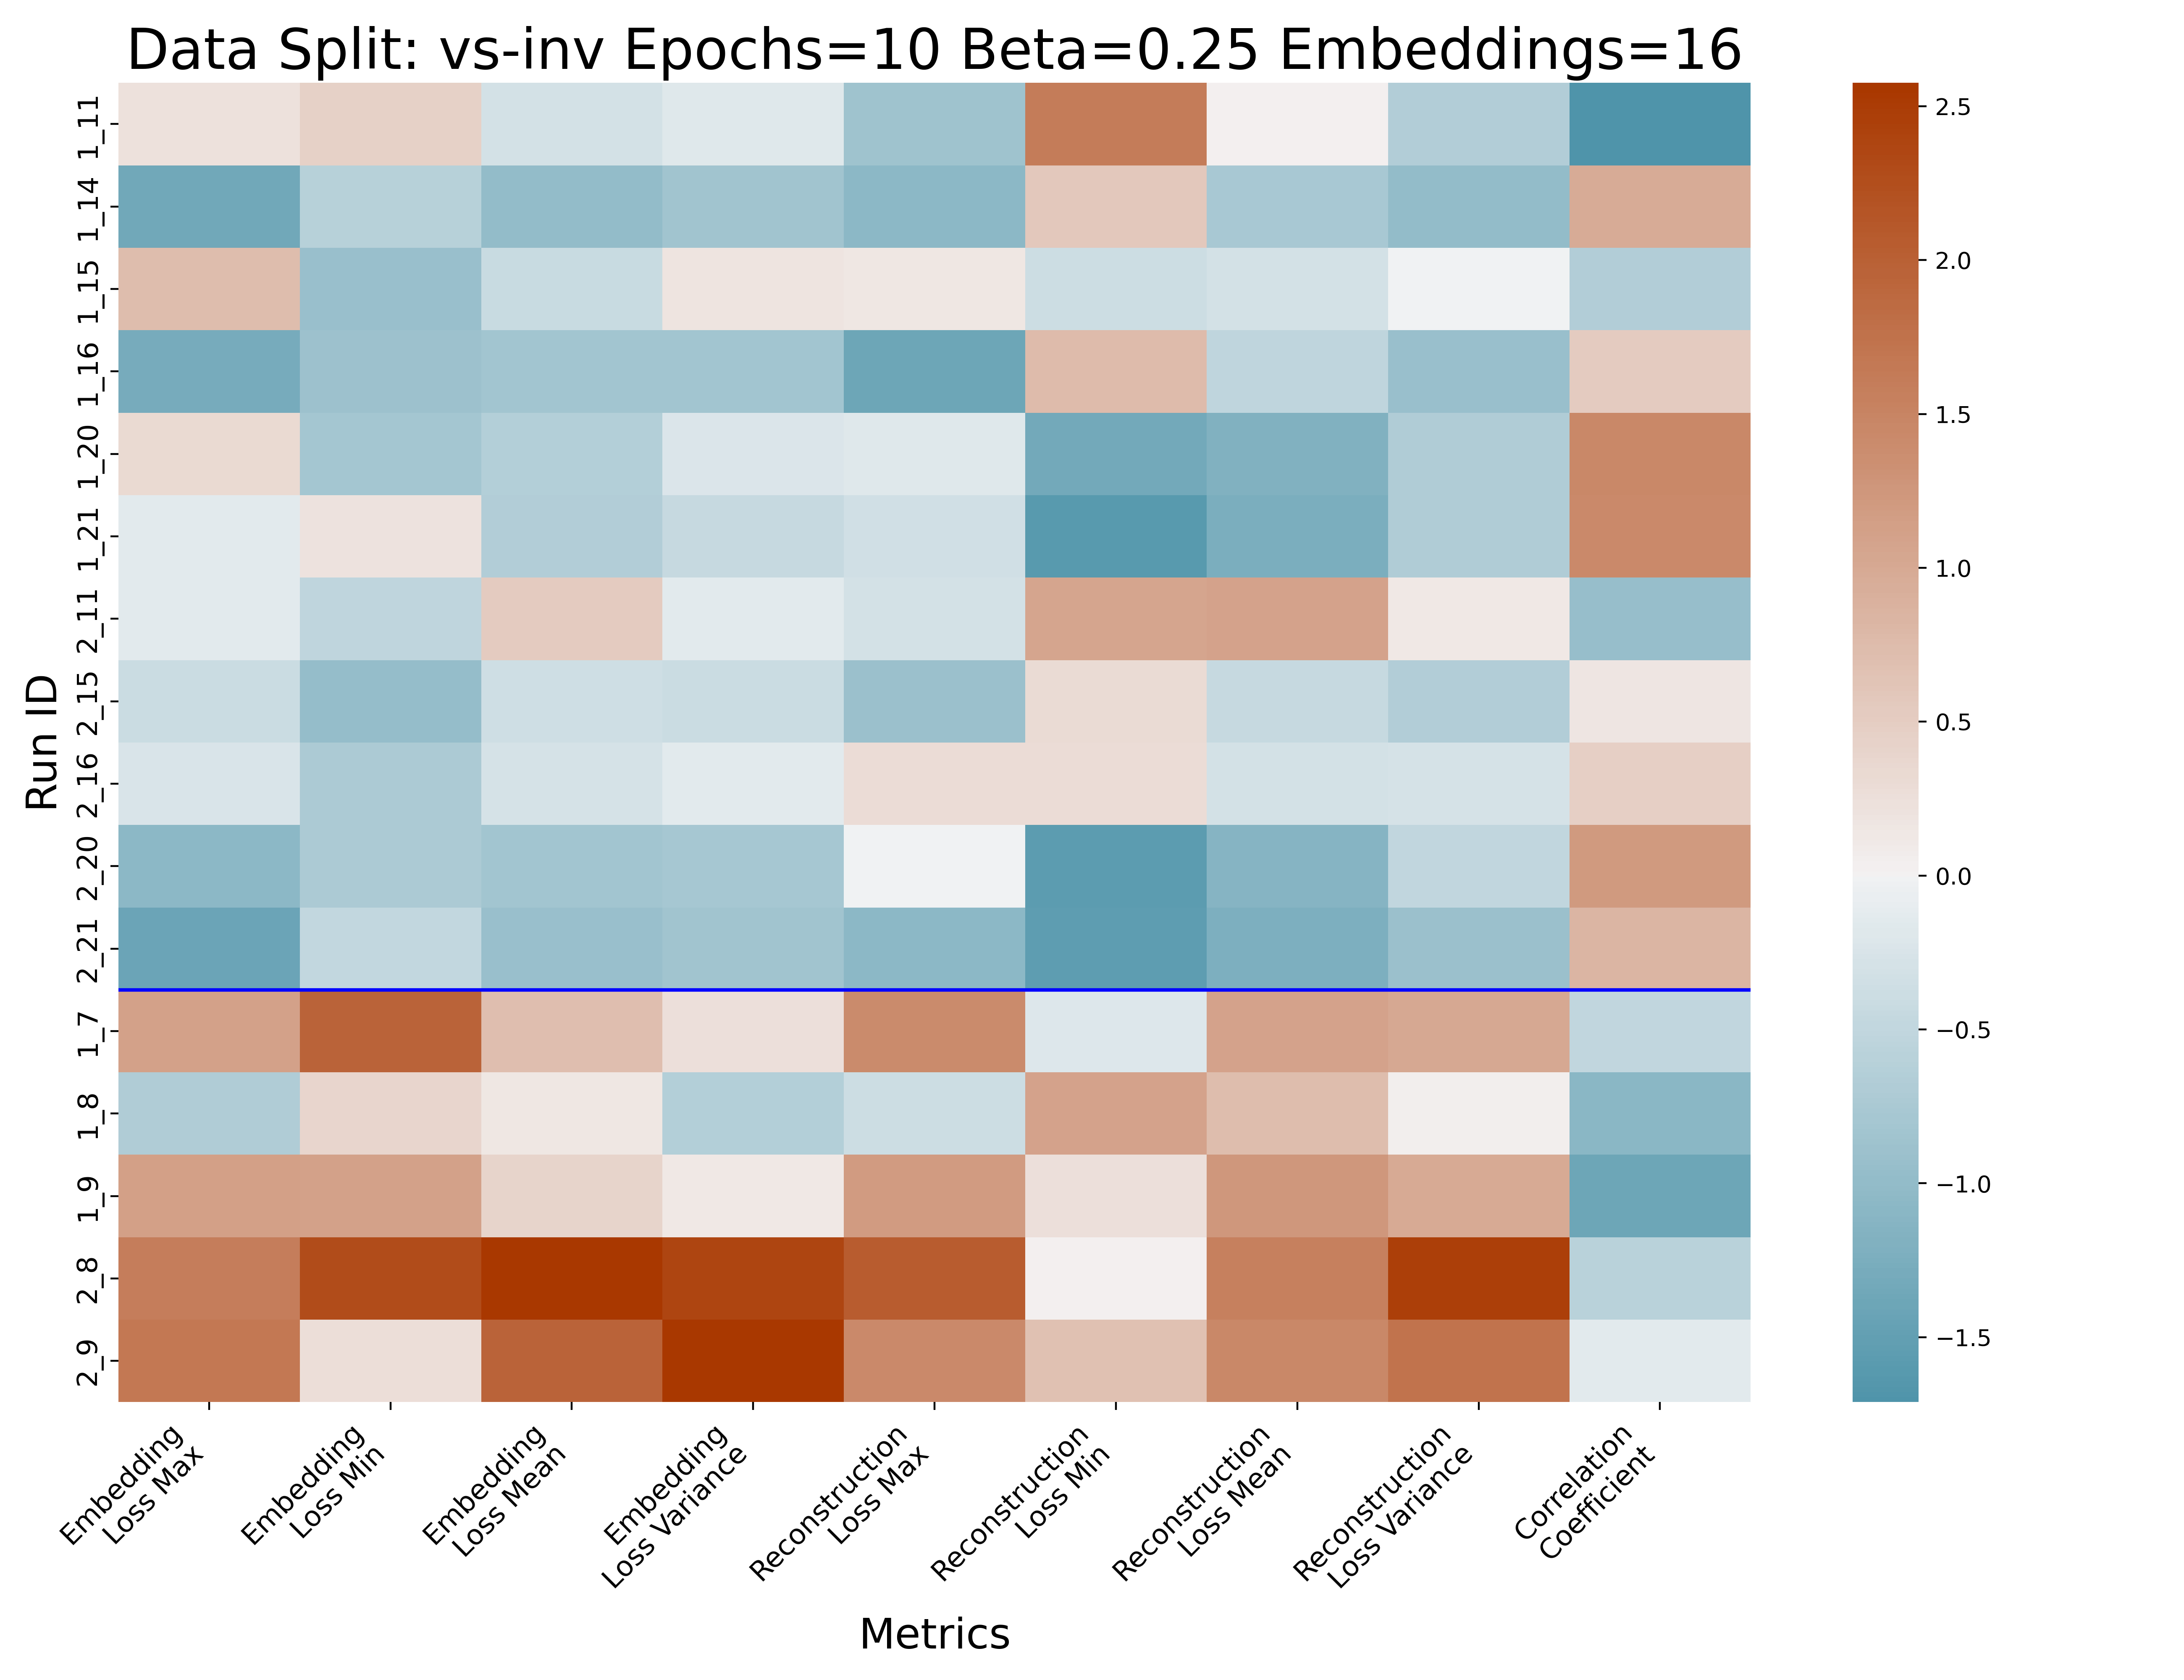 Data Split: vs-inv Epochs=10 Beta=0.25 Embeddings=16
Run ID
1_11
1_14
1_15
1_16
1_20
1_21
2_11
2_15
2_16
2_20
2_21
1_7
1_8
1_9
2_8
2_9
Embedding
Loss Max
Embedding
Loss Min
Embedding
Loss Mean
Embedding
Loss Variance
Reconstruction
Loss Max
Reconstruction
Loss Min
Reconstruction
Loss Mean
Reconstruction
Loss Variance
Correlation
Coefficient
Metrics
2.5
2.0
1.5
1.0
0.5
0.0
−0.5
−1.0
−1.5